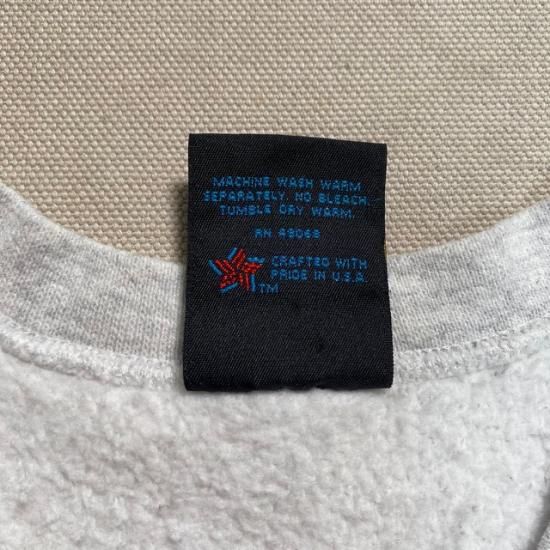 MACHINE WASH WARM
SEPARATELY. NO BLEACH.
TUMBLE DRY WARM.
RN 49068
CRAFTED WITH
PRIDE IN U.S.A.
TM